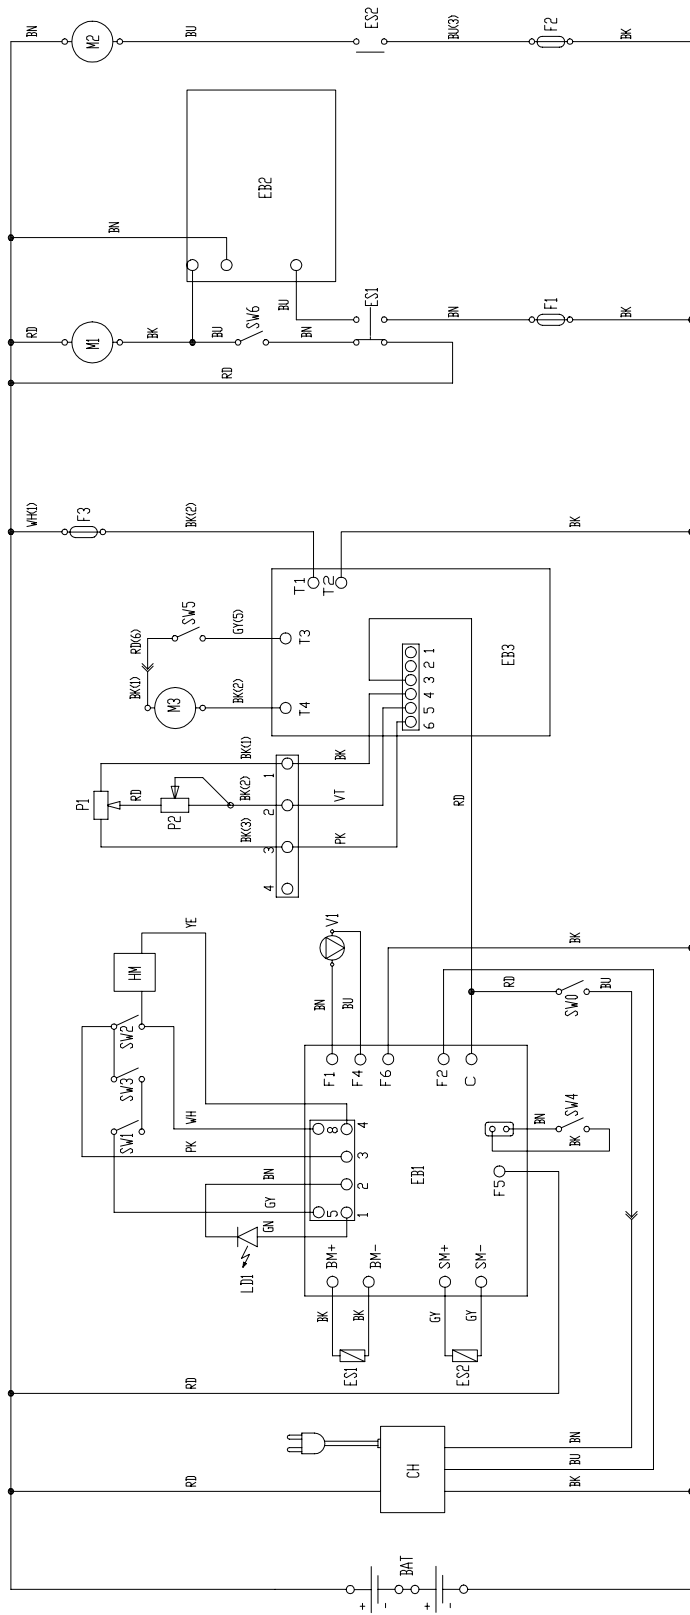 BN
M2
BU
ES2
BU(3)
F2
BK
EB2
BN
BU
RD
M1
BK
BU
SW6
BN
ES1
BN
F1
BK
RD
WH(1)
F3
BK(2)
BK
T1
T2
RD(6)
SW5
GY(5)
T3
BK(1)
M3
BK(2)
T4
EB3
1
2
3
4
5
6
P1
RD
P2
BK(1)
BK(2)
BK(3)
1
2
3
4
BK
VT
PK
RD
HM
YE
SW2
SW3
SW1
WH
PK
BN
GY
GN
LD1
V1
BN
BU
BK
F1
F4
F6
F2
C
RD
SW0
BU
8
4
3
2
5
1
EB1
F5
BN
SW4
BK
BM+
BM-
SM+
SM-
BK
BK
GY
GY
ES1
ES2
RD
RD
CH
BN
BU
BK
BAT
+
-
+
-